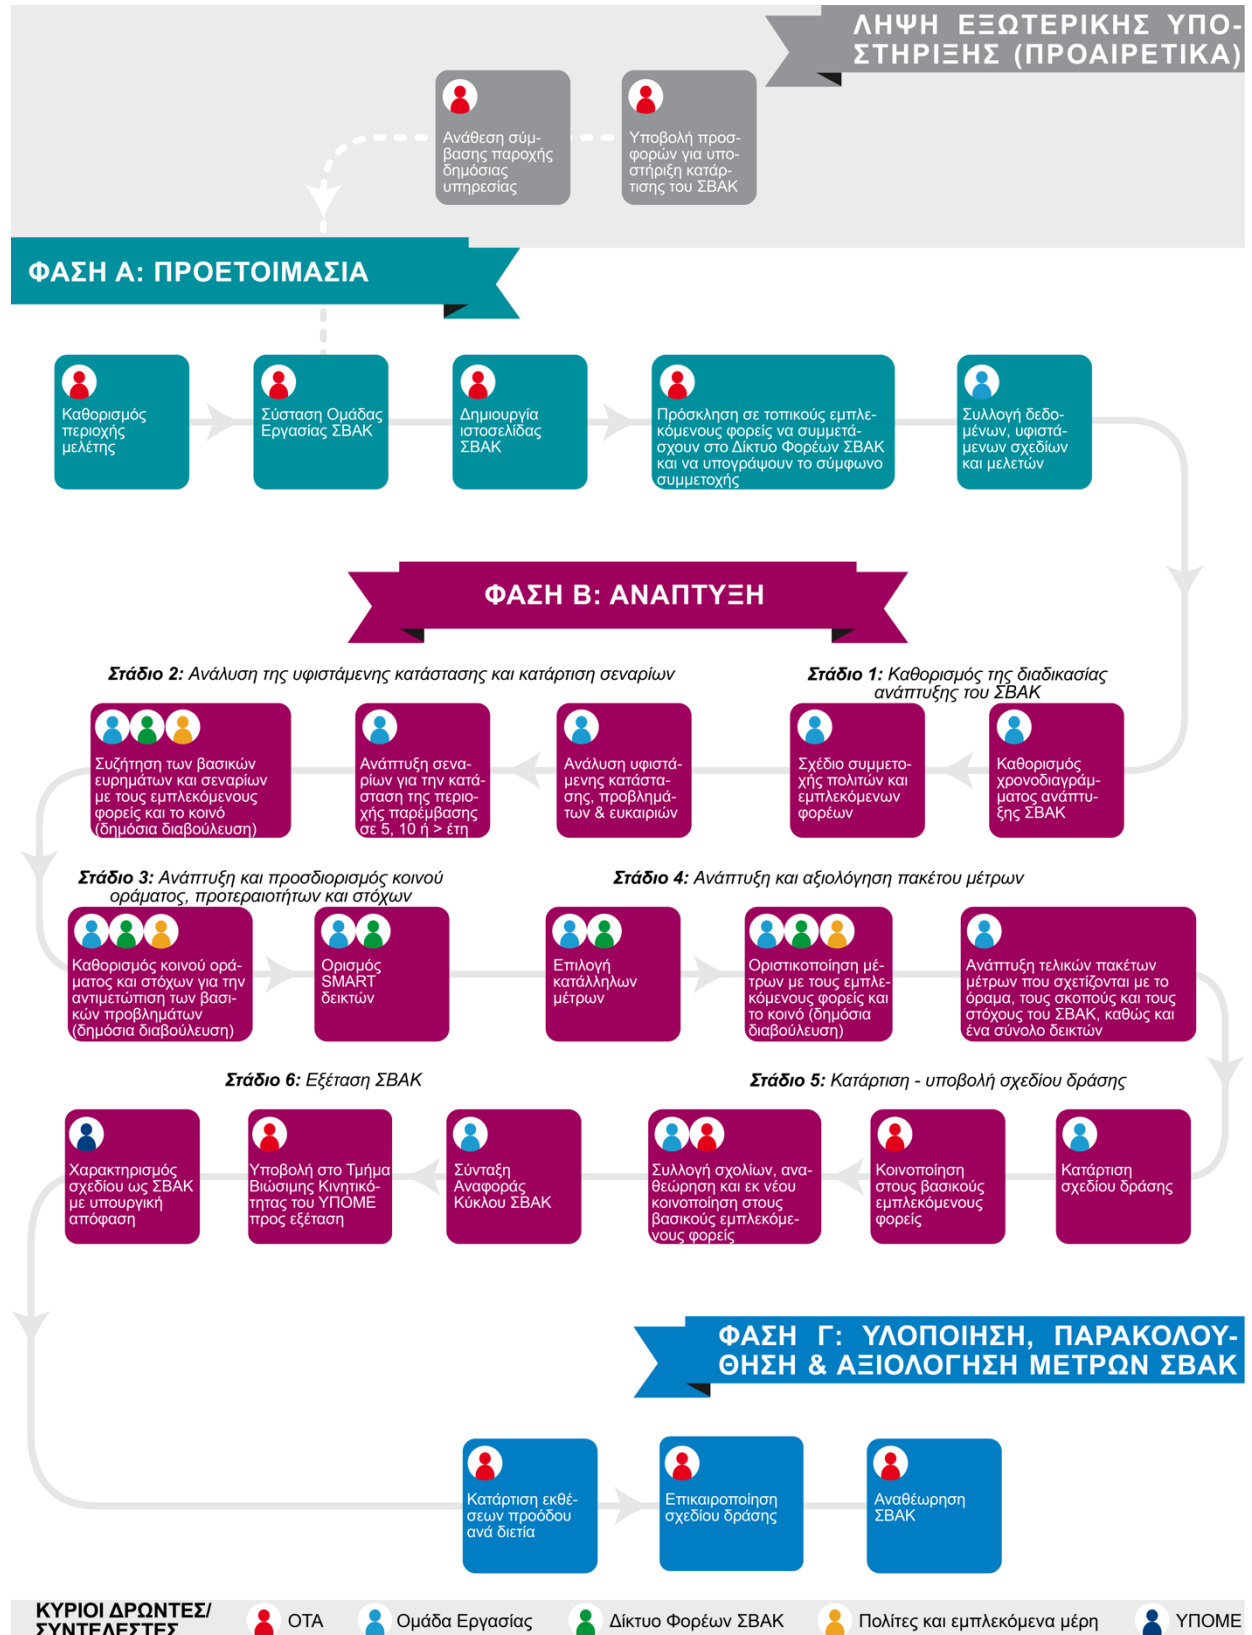 ΛΗΨΗ ΕΞΩΤΕΡΙΚΗΣ ΥΠΟ-
ΣΤΗΡΙΞΗΣ (ΠΡΟΑΙΡΕΤΙΚΑ)
Ανάθεση σύμ-
βασης παροχής
δημόσιας
υπηρεσίας
Υποβολή προσ-
φορών για υπο-
στήριξη κατάρ-
τισης του ΣΒΑΚ
ΦΑΣΗ Α: ΠΡΟΕΤΟΙΜΑΣΙΑ
Καθορισμός
περιοχής
μελέτης
Σύσταση Ομάδας
Εργασίας ΣΒΑΚ
Δημιουργία
ιστοσελίδας
ΣΒΑΚ
Πρόσκληση σε τοπικούς εμπλε-
κόμενους φορείς να συμμετά-
σχουν στο Δίκτυο Φορέων ΣΒΑΚ
και να υπογράψουν το σύμφωνο
συμμετοχής
Συλλογή δεδο-
μένων, υφιστά-
μενων σχεδίων
και μελετών
ΦΑΣΗ Β: ΑΝΑΠΤΥΞΗ
Στάδιο 2: Ανάλυση της υφιστάμενης κατάστασης και κατάρτιση σεναρίων
Στάδιο 1: Καθορισμός της διαδικασίας
ανάπτυξης του ΣΒΑΚ
Συζήτηση των βασικών
ευρημάτων και σεναρίων
με τους εμπλεκόμενους
φορείς και το κοινό
(δημόσια διαβούλευση)
Ανάπτυξη σενα-
ρίων για την κατά-
σταση της περιο-
χής παρέμβασης
σε 5, 10 ή > έτη
Ανάλυση υφιστά-
μενης κατάστα-
σης, προβλημά-
των & ευκαιριών
Σχέδιο συμμετο-
χής πολιτών και
εμπλεκόμενων
φορέων
Καθορισμός
χρονοδιαγράμ-
ματος ανάπτυ-
ξης ΣΒΑΚ
Στάδιο 3: Ανάπτυξη και προσδιορισμός κοινού
οράματος, προτεραιοτήτων και στόχων
Στάδιο 4: Ανάπτυξη και αξιολόγηση πακέτου μέτρων
Καθορισμός κοινού ορά-
ματος και στόχων για την
αντιμετώπιση των βασι-
κών προβλημάτων
(δημόσια διαβούλευση)
Ορισμός
SMART
δεικτών
Επιλογή
κατάλληλων
μέτρων
Οριστικοποίηση μέ-
τρων με τους εμπλε-
κόμενους φορείς και
το κοινό (δημόσια
διαβούλευση)
Ανάπτυξη τελικών πακέτων
μέτρων που σχετίζονται με το
όραμα, τους σκοπούς και τους
στόχους του ΣΒΑΚ, καθώς και
ένα σύνολο δεικτών
Στάδιο 6: Εξέταση ΣΒΑΚ
Στάδιο 5: Κατάρτιση - υποβολή σχεδίου δράσης
Χαρακτηρισμός
σχεδίου ως ΣΒΑΚ
με υπουργική
απόφαση
Υποβολή στο Τμήμα
Βιώσιμης Κινητικό-
τητας του ΥΠΟΜΕ
προς εξέταση
Σύνταξη
Αναφοράς
Κύκλου ΣΒΑΚ
Συλλογή σχολίων, ανα-
θεώρηση και εκ νέου
κοινοποίηση στους
βασικούς εμπλεκόμε-
νους φορείς
Κοινοποίηση
στους βασικούς
εμπλεκόμενους
φορείς
Κατάρτιση
σχεδίου δράσης
ΦΑΣΗ Γ: ΥΛΟΠΟΙΗΣΗ, ΠΑΡΑΚΟΛΟΥ-
ΘΗΣΗ & ΑΞΙΟΛΟΓΗΣΗ ΜΕΤΡΩΝ ΣΒΑΚ
Κατάρτιση εκθέ-
σεων προόδου
ανά διετία
Επικαιροποίηση
σχεδίου δράσης
Αναθέωρηση
ΣΒΑΚ
ΚΥΡΙΟΙ ΔΡΩΝΤΕΣ/
ΣΥΝΤΕΛΕΣΤΕΣ
ΟΤΑ
Ομάδα Εργασίας
Δίκτυο Φορέων ΣΒΑΚ
Πολίτες και εμπλεκόμενα μέρη
ΥΠΟΜΕ